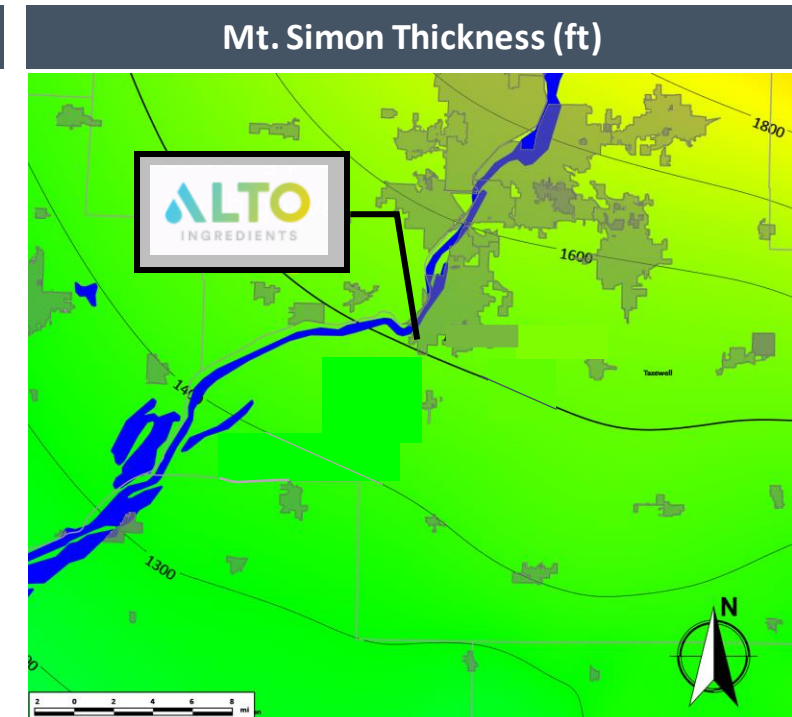 Mt. Simon Thickness (ft)
1800
ALTO
INGREDIENTS
1600
Tazewell
1300
N
2 0 2 4 6 8
mi